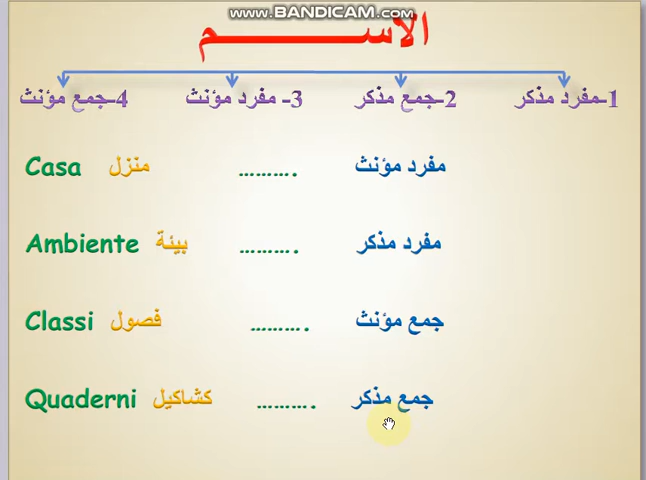 www.BANDICAM.com
الاســـــــــــــم
1-مفرد مذكر 2-جمع مذكر 3- مفرد مؤنث 4-جمع مؤنث
Casa منزل ………. مفرد مؤنث
Ambiente بيئة ………. مفرد مذكر
Classi فصول ………. جمع مؤنث
Quaderni كشاكيل ………. جمع مذكر